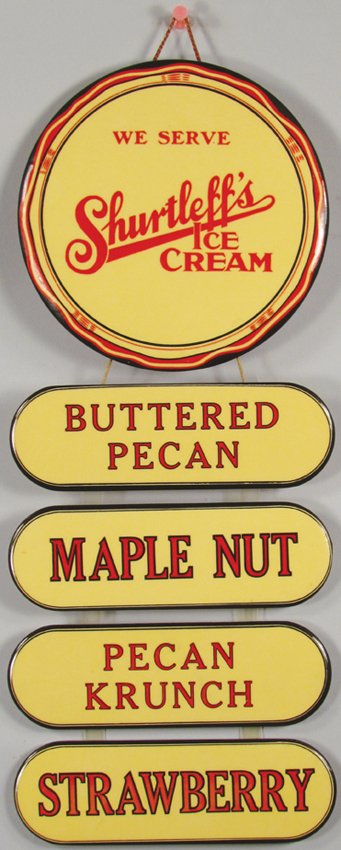 WE SERVE
Shurtleff's
ICE
CREAM
BUTTERED
PECAN
MAPLE NUT
PECAN
KRUNCH
STRAWBERRY